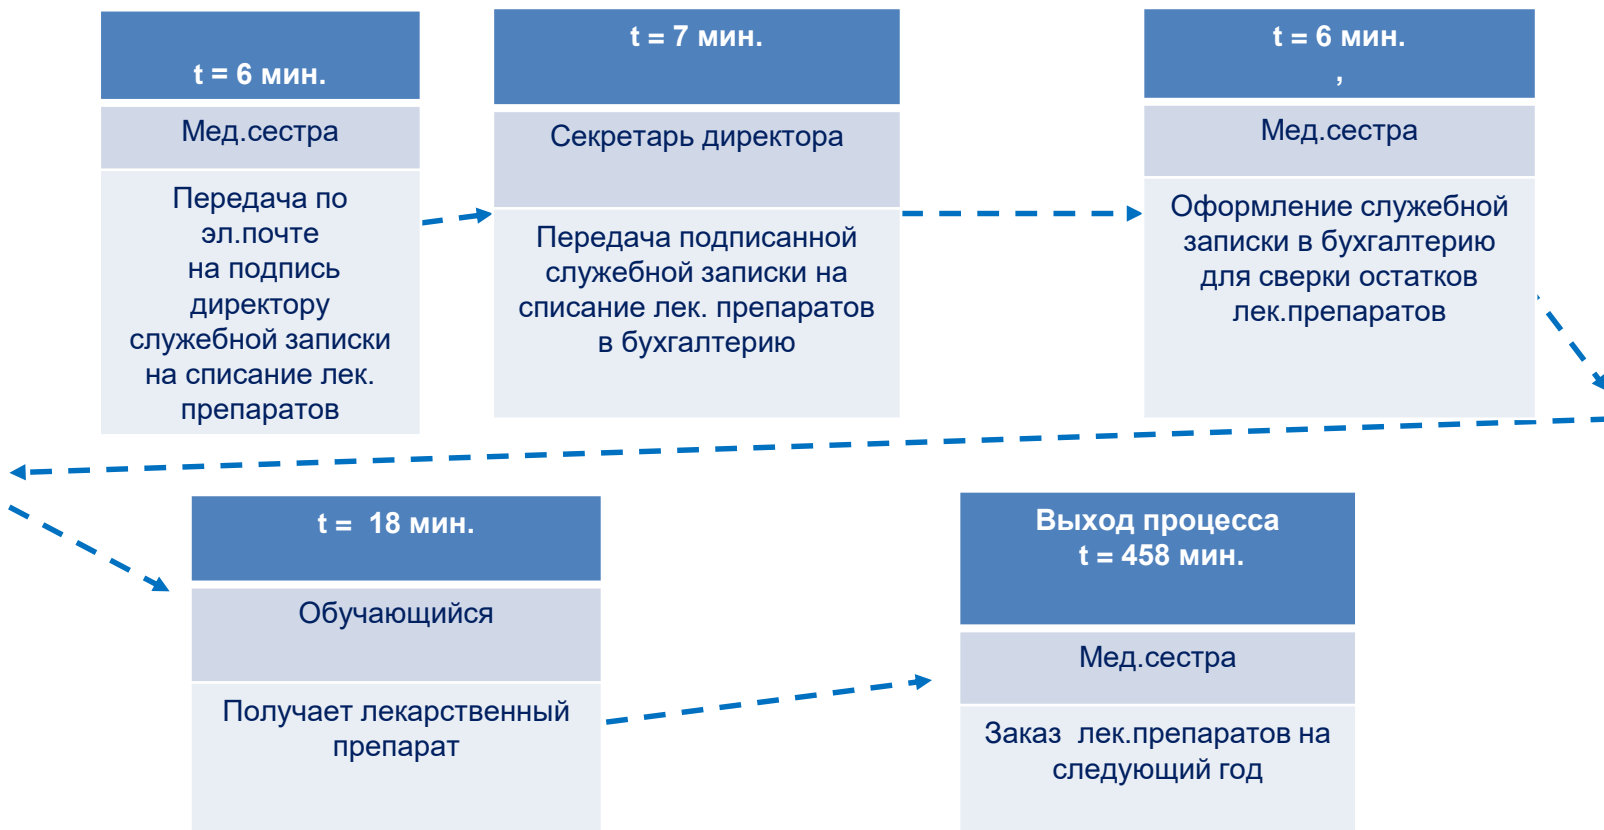 t = 6 мин.
Мед.сестра
Передача по
эл.почте
на подпись
директору
служебной записки
на списание лек.
препаратов
t = 7 мин.
Секретарь директора
Передача подписанной
служебной записки на
списание лек. препаратов
в бухгалтерию
t = 6 мин.
,
Мед.сестра
Оформление служебной
записки в бухгалтерию
для сверки остатков
лек.препаратов
t =  18 мин.
Обучающийся
Получает лекарственный
препарат
Выход процесса
t = 458 мин.
Мед.сестра
Заказ  лек.препаратов на
следующий год